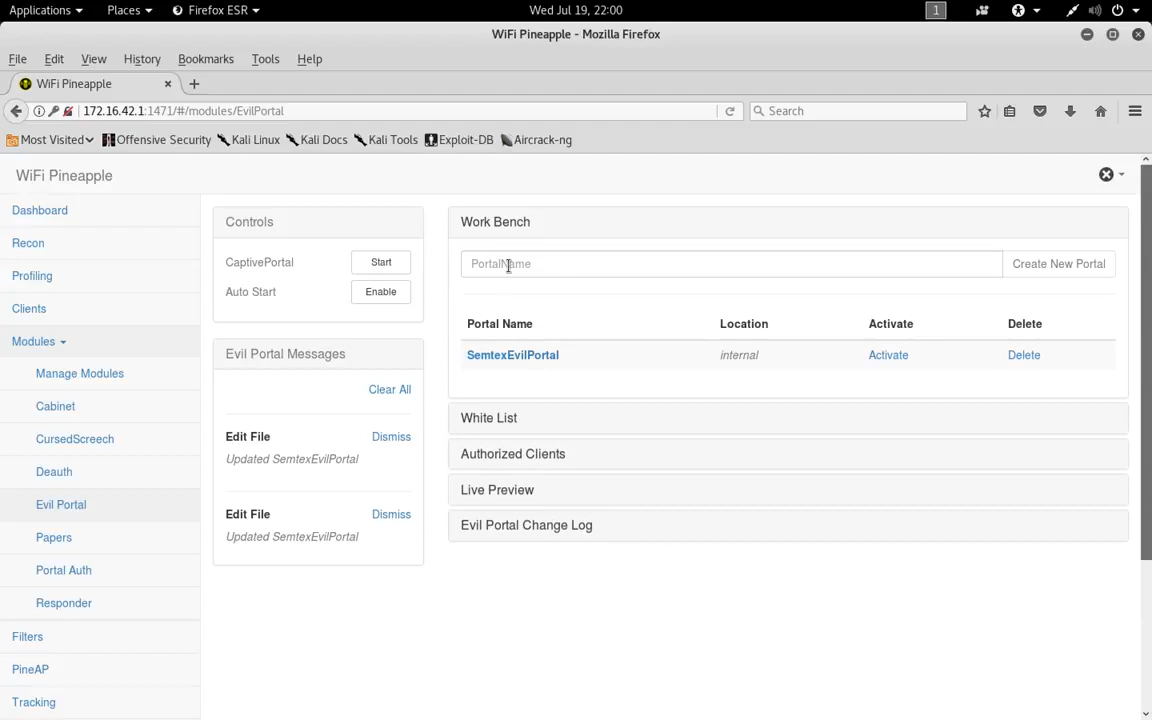 Applications Places Firefox ESR Wed Jul 19, 22:00 1
WiFi Pineapple - Mozilla Firefox
File Edit View History Bookmarks Tools Help
WiFi Pineapple
172.16.42.1:1471/#/modules/EvilPortal Search
Most Visited Offensive Security Kali Linux Kali Docs Kali Tools Exploit-DB Aircrack-ng
WiFi Pineapple
Dashboard
Recon
Profiling
Clients
Modules
Manage Modules
Cabinet
CursedScreech
Deauth
Evil Portal
Papers
Portal Auth
Responder
Filters
PineAP
Tracking
Controls
CaptivePortal Start
Auto Start Enable
Evil Portal Messages
Clear All
Edit File Dismiss
Updated SemtexEvilPortal
Edit File Dismiss
Updated SemtexEvilPortal
Work Bench
PortalName Create New Portal
Portal Name Location Activate Delete
SemtexEvilPortal internal Activate Delete
White List
Authorized Clients
Live Preview
Evil Portal Change Log